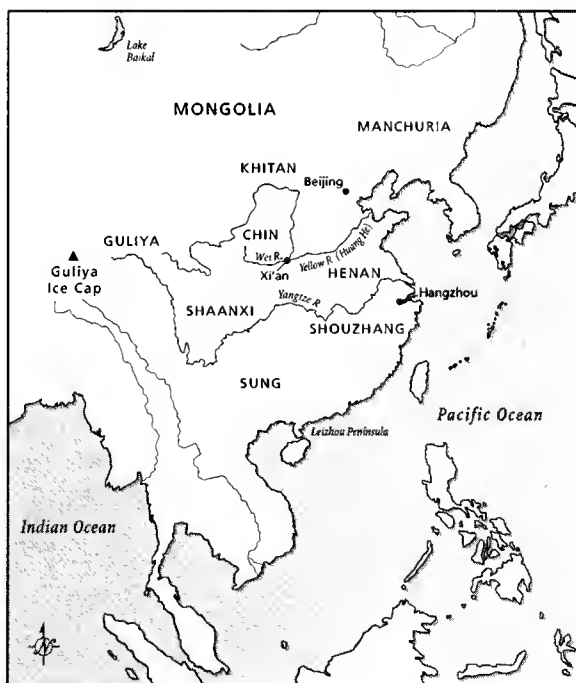 Lake
Baikal
MONGOLIA
MANCHURIA
KHITAN
Beijing
GULIYA
CHIN
Wei R.
Xi'an
Yellow R. (Huang He)
HENAN
Guliya
Ice Cap
SHAANXI
Yangtze R.
Hangzhou
SHOUZHANG
SUNG
Pacific Ocean
Leizhou Peninsula
Indian Ocean